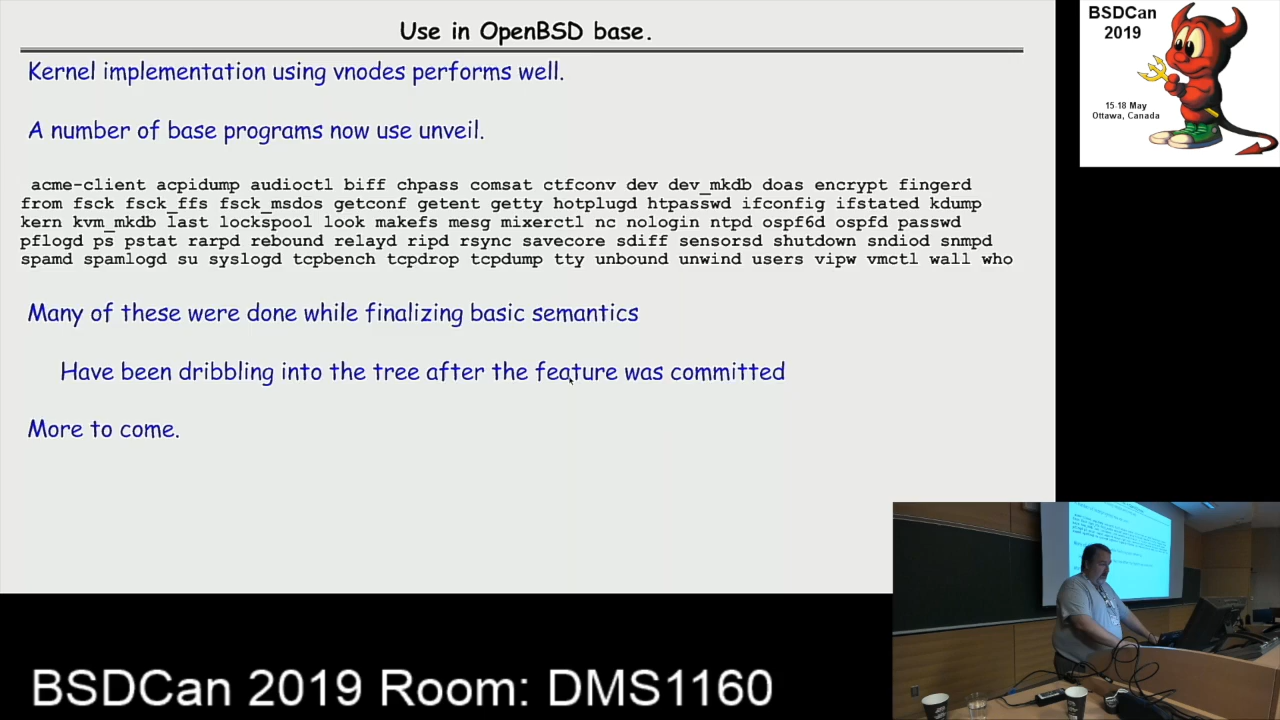 Use in OpenBSD base.
Kernel implementation using vnodes performs well.
A number of base programs now use unveil.
acme-client acpidump audioctl biff chpass comsat ctfconv dev dev_mkdb doas encrypt fingerd
from fsck fsck_ffs fsck_msdos getconf getent getty hotplugd htpasswd ifconfig ifstated kdump
kern kvm_mkdb last lockspool look makefs mesg mixerctl nc nologin ntpd ospf6d ospfd passwd
pflogd ps pstat rarpd rebound relayd ripd rsync savecore sdiff sensorsd shutdown sndiod snmpd
spamd spamlogd su syslogd tcpbench tcpdrop tcpdump tty unbound unwind users vipw vmctl wall who
Many of these were done while finalizing basic semantics
Have been dribbling into the tree after the feature was committed
More to come.
BSDCan
2019
15-18 May
Ottawa, Canada
BSDCan 2019 Room: DMS1160